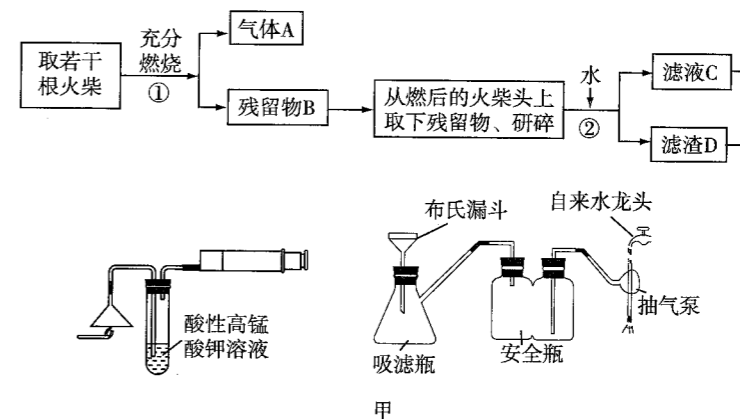 取若干
根火柴
充分
燃烧
①
气体A
残留物B
从燃后的火柴头上
取下残留物、研碎
水
②
滤液C
滤渣D
酸性高锰
酸钾溶液
布氏漏斗
吸滤瓶
安全瓶
自来水龙头
抽气泵
甲